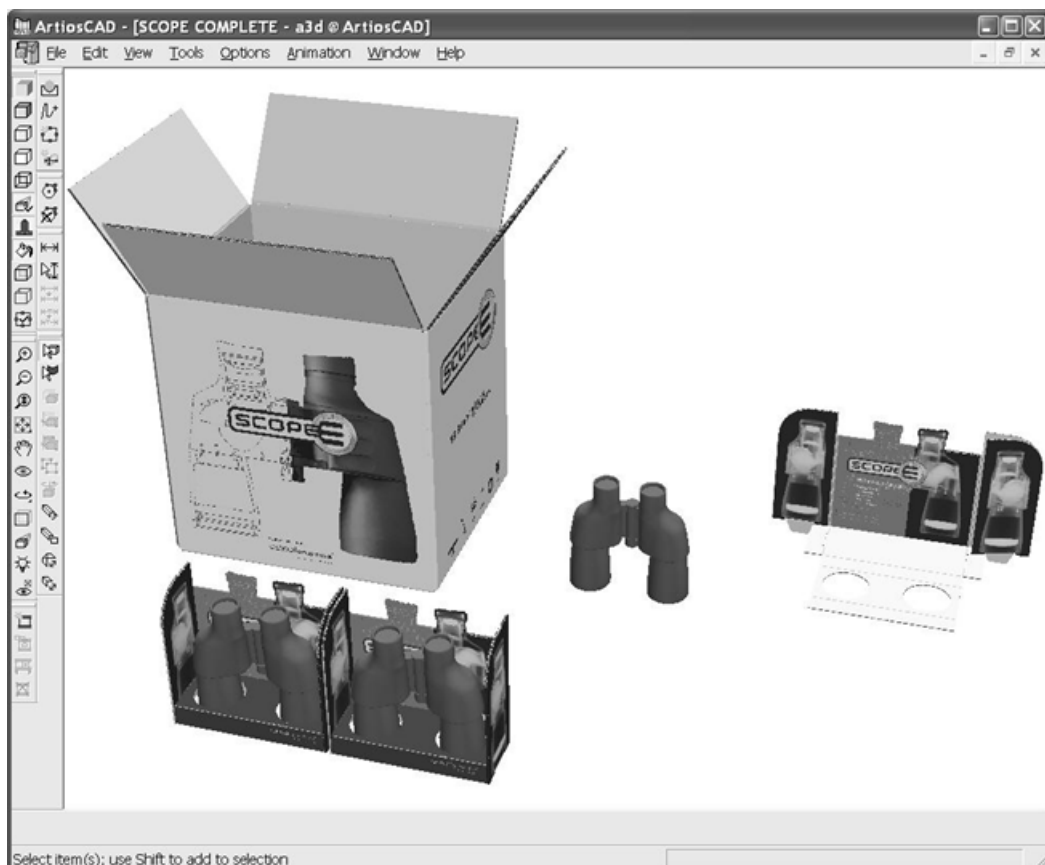 ArtiosCAD - [SCOPE COMPLETE - a3d @ ArtiosCAD]
File Edit View Tools Options Animation Window Help
SCOPE
SCOPE
SCOPE
Select item(s); use Shift to add to selection